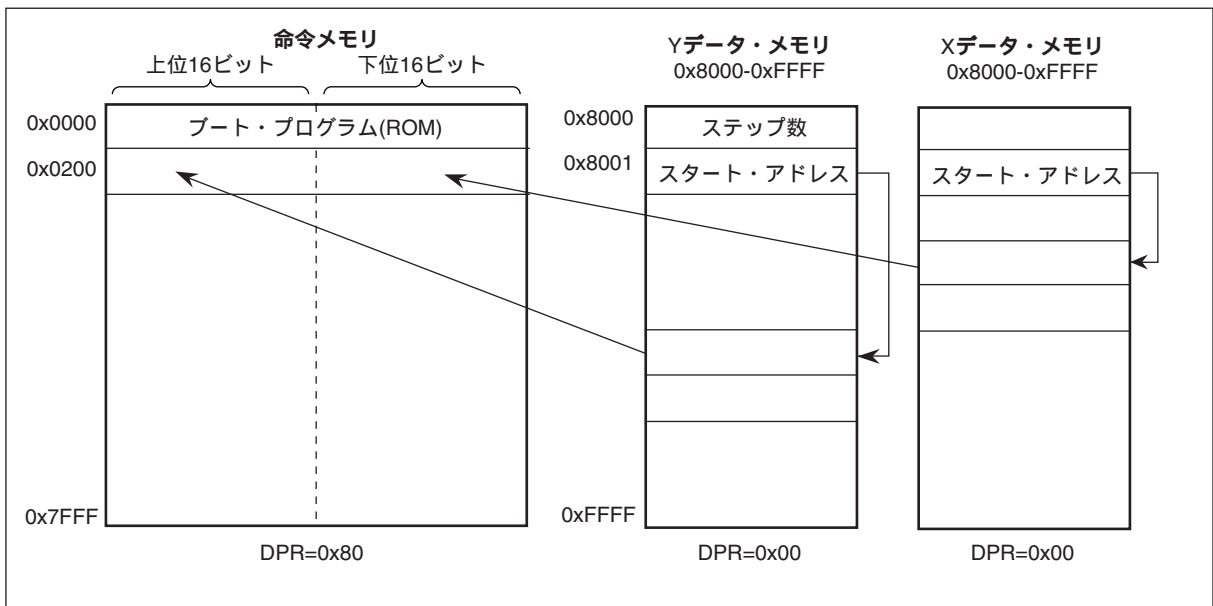 命令メモリ
上位16ビット
下位16ビット
0x0000
ブート・プログラム(ROM)
0x0200
0x7FFF
DPR=0x80
Yデータ・メモリ
0x8000-0xFFFF
0x8000
ステップ数
0x8001
スタート・アドレス
0xFFFF
DPR=0x00
Xデータ・メモリ
0x8000-0xFFFF
スタート・アドレス
DPR=0x00